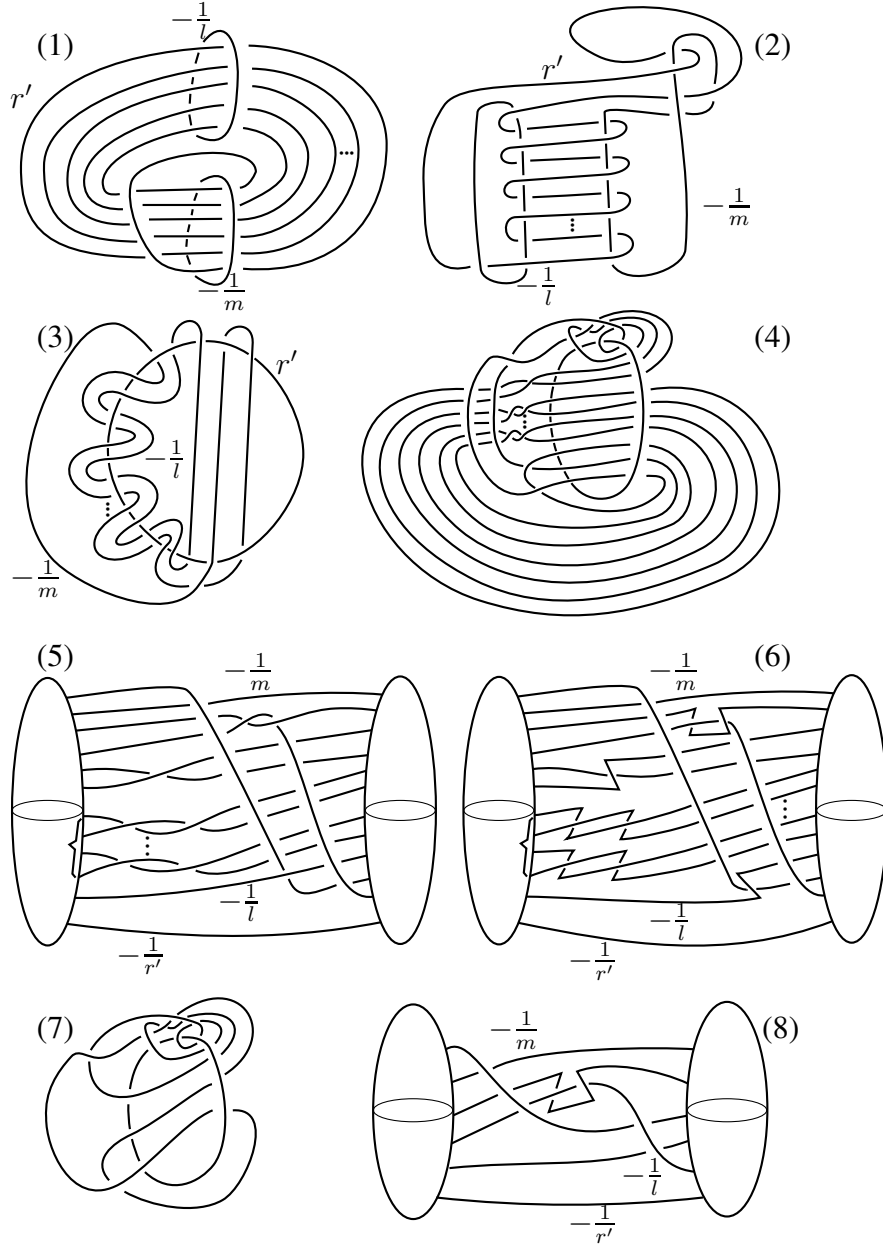 (1)
− 1/l
r′
− 1/m
(2)
r′
− 1/m
− 1/l
(3)
r′
− 1/l
− 1/m
(4)
(5)
− 1/m
− 1/l
− 1/r′
(6)
− 1/m
− 1/l
− 1/r′
(7)
(8)
− 1/m
− 1/l
− 1/r′